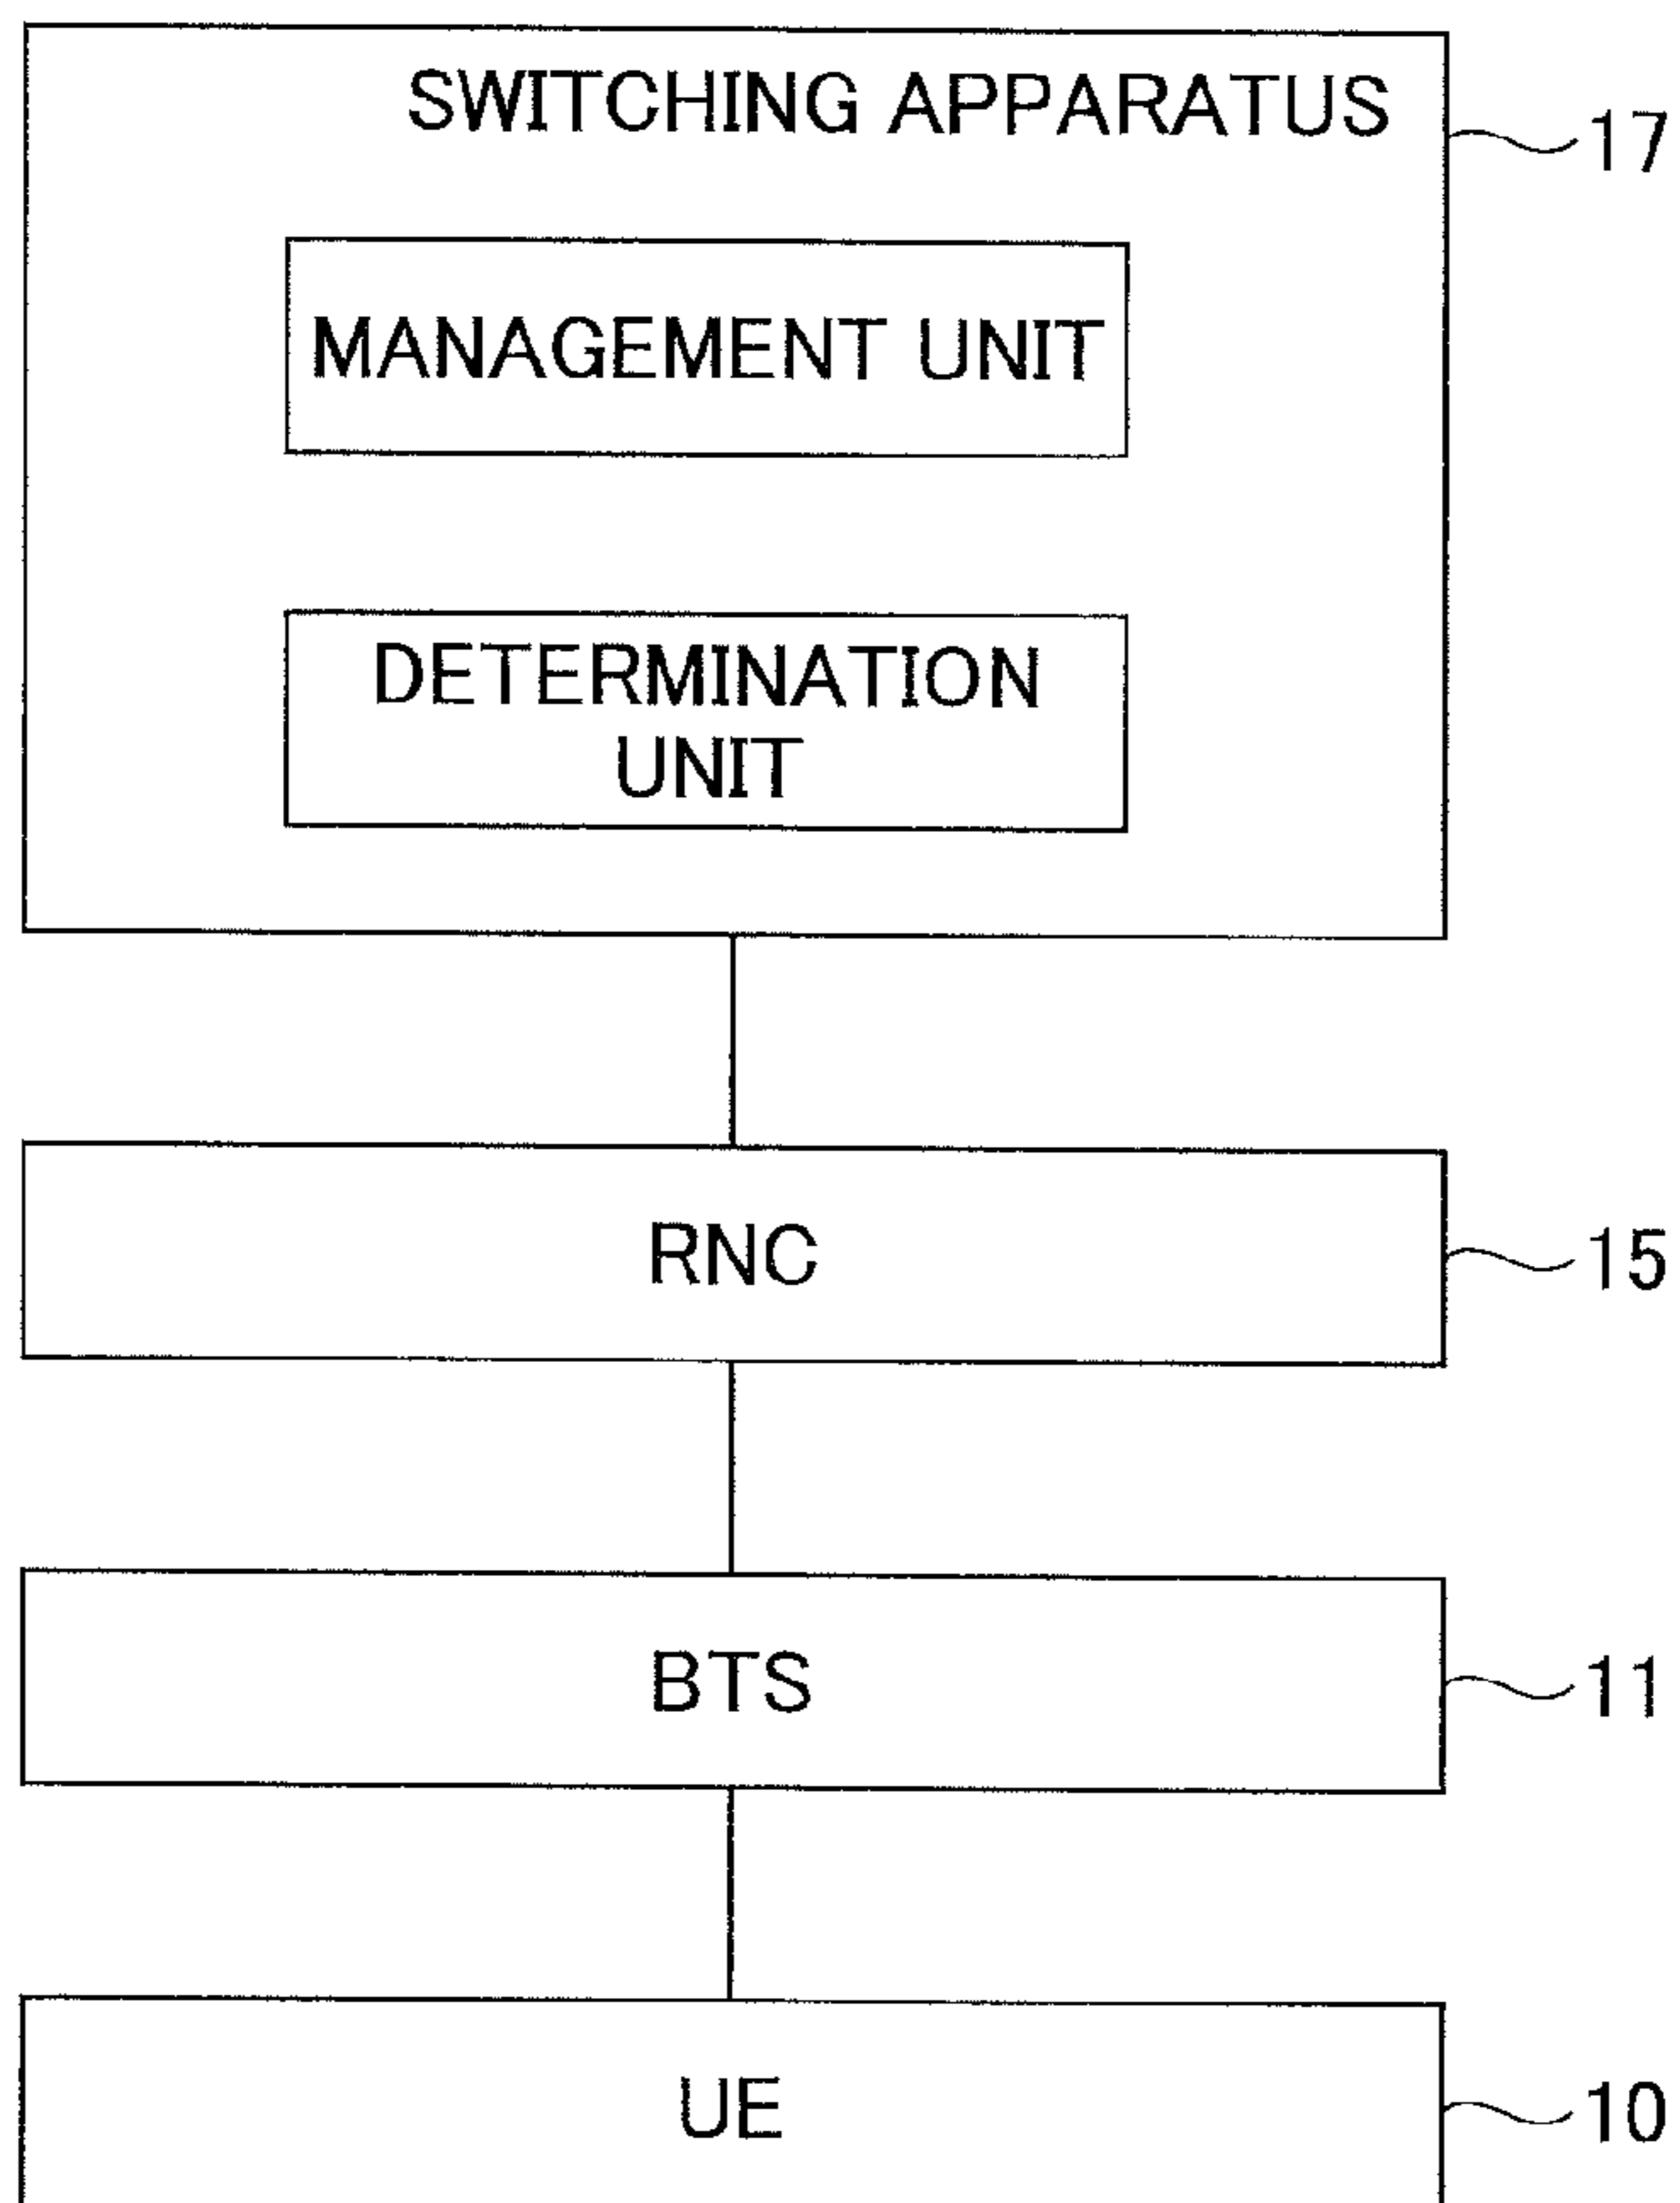 SWITCHING APPARATUS
17
MANAGEMENT UNIT
DETERMINATION
UNIT
RNC
15
BTS
11
UE
10